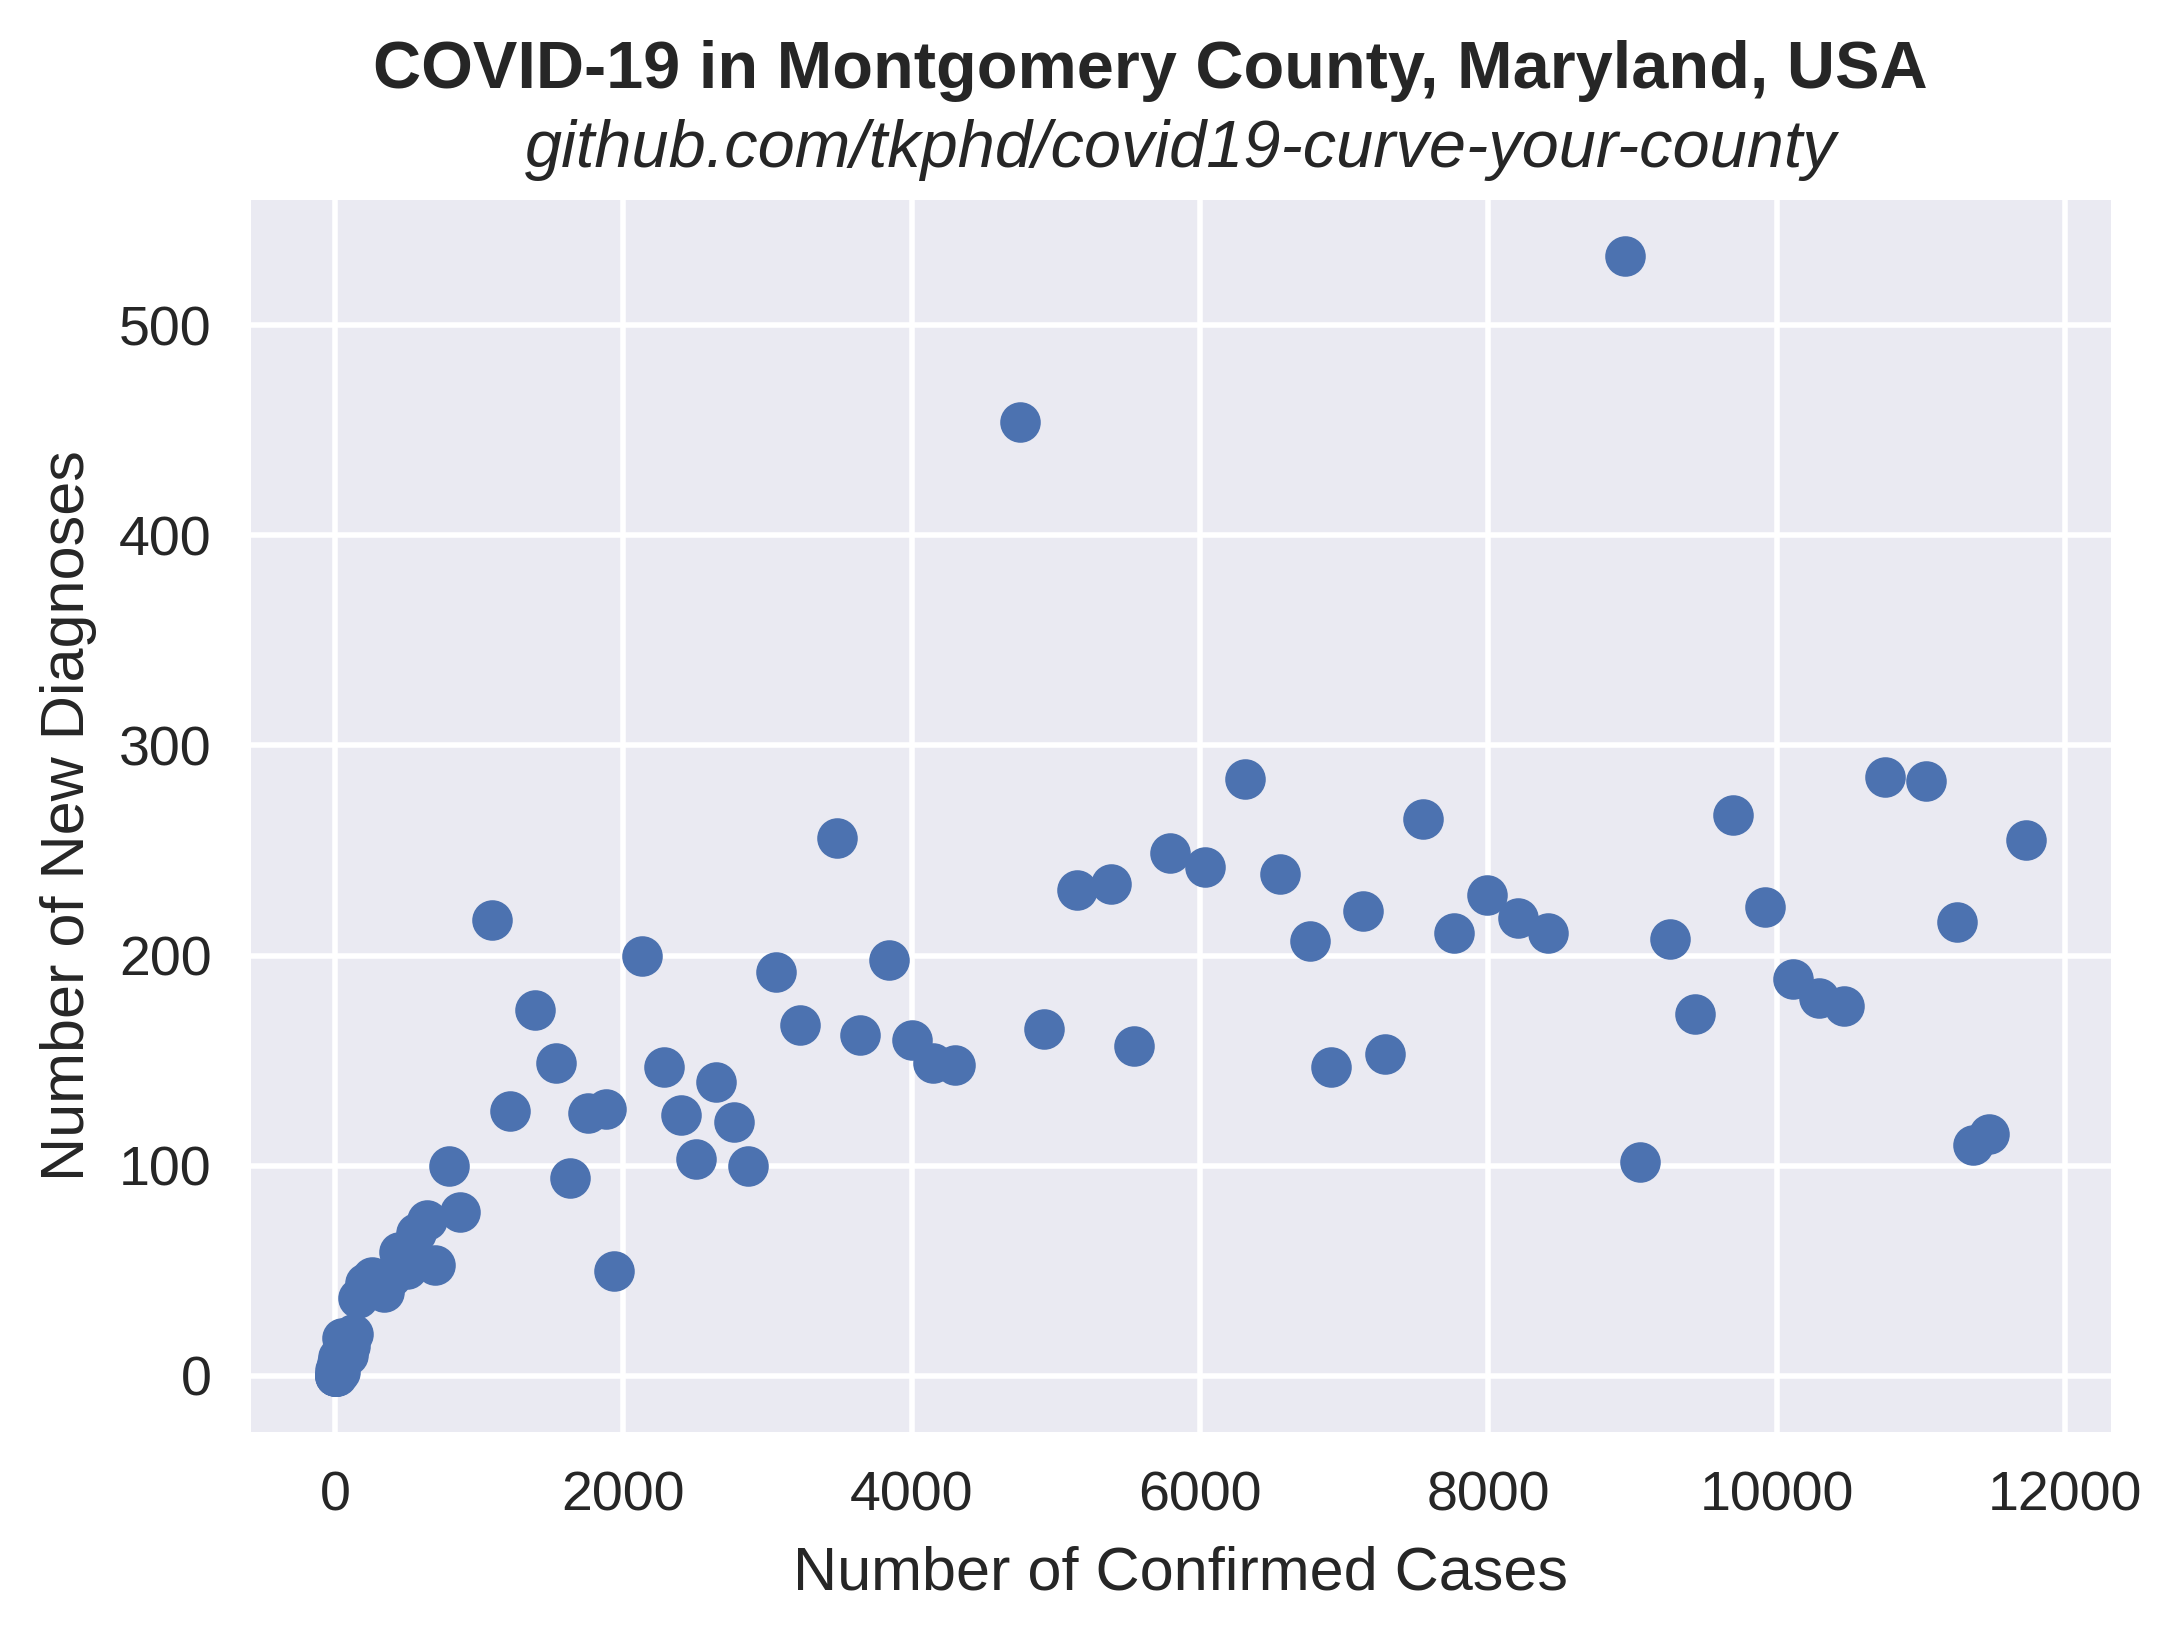 COVID-19 in Montgomery County, Maryland, USA
github.com/tkphd/covid19-curve-your-county
Number of New Diagnoses
500
400
300
200
100
0
0 2000 4000 6000 8000 10000 12000
Number of Confirmed Cases